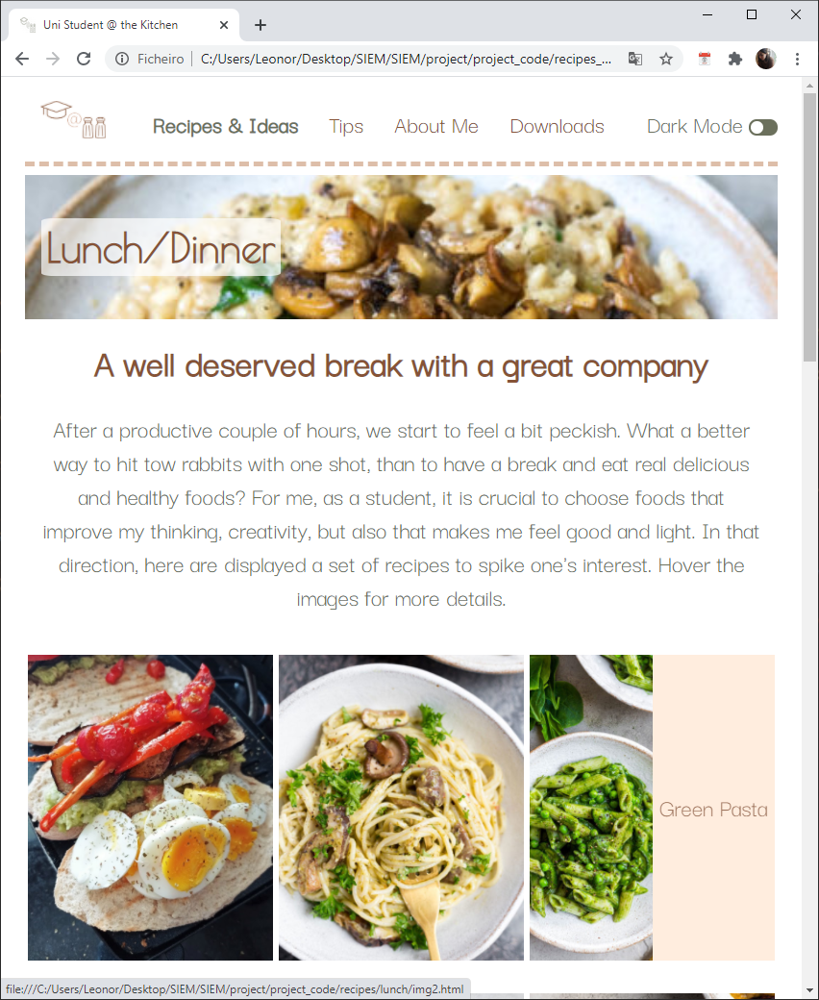 Uni Student @ the Kitchen
Ficheiro | C:/Users/Leonor/Desktop/SIEM/SIEM/project/project_code/recipes_...
@
Recipes & Ideas Tips About Me Downloads Dark Mode
Lunch/Dinner
A well deserved break with a great company
After a productive couple of hours, we start to feel a bit peckish. What a better
way to hit tow rabbits with one shot, than to have a break and eat real delicious
and healthy foods? For me, as a student, it is crucial to choose foods that
improve my thinking, creativity, but also that makes me feel good and light. In that
direction, here are displayed a set of recipes to spike one's interest. Hover the
images for more details.
Green Pasta
file:///C:/Users/Leonor/Desktop/SIEM/SIEM/project/project_code/recipes/lunch/img2.html